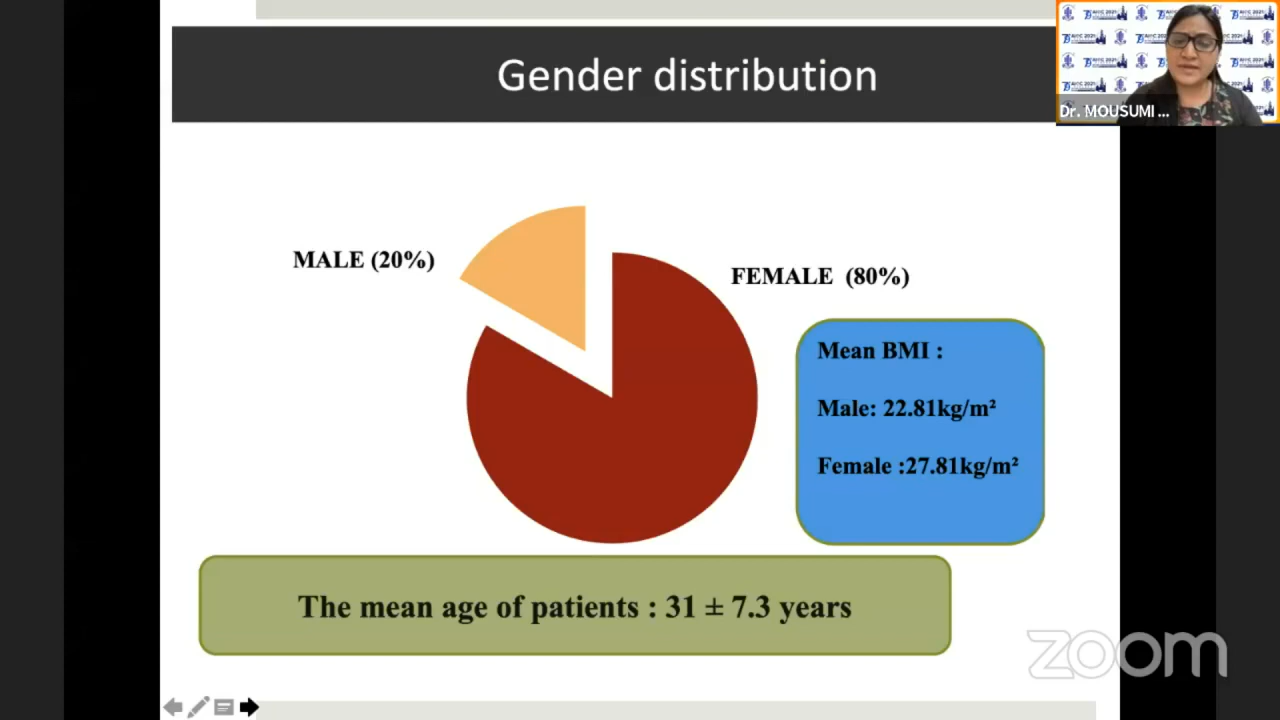 Gender distribution
Dr. MOUSUMI ...
MALE (20%)
FEMALE (80%)
Mean BMI :
Male: 22.81kg/m²
Female :27.81kg/m²
The mean age of patients : 31 ± 7.3 years
zoom